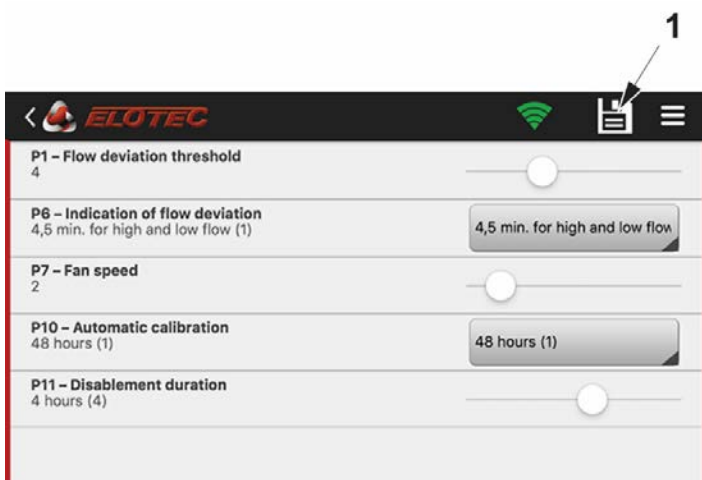 1
ELOTEC
P1 – Flow deviation threshold
4
P6 – Indication of flow deviation
4,5 min. for high and low flow (1)
4,5 min. for high and low flow
P7 – Fan speed
2
P10 – Automatic calibration
48 hours (1)
48 hours (1)
P11 – Disablement duration
4 hours (4)